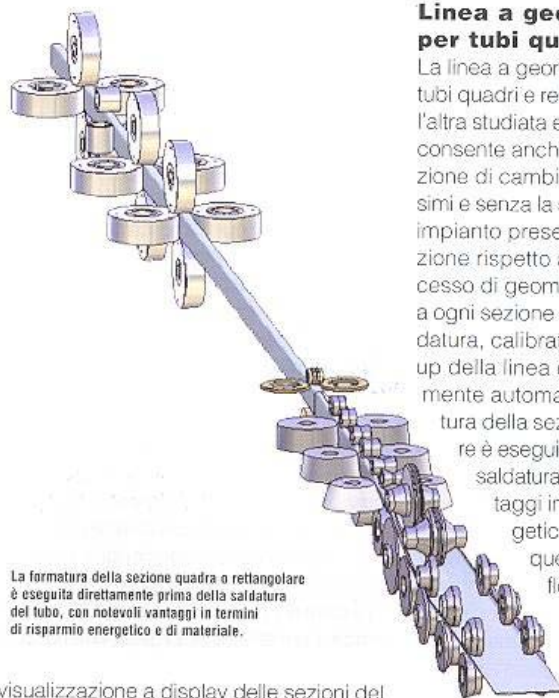 Linea a geo
per tubi qu
La linea a geor
tubi quadri e re
l'altra studiata e
consente anch
zione di cambi
simi e senza la
impianto prese
zione rispetto a
cesso di geom
a ogni sezione
datura, calibrat
up della linea
mente automa
tura della sez
re è esegui
saldatura
taggi in
getic
que
fle
La formatura della sezione quadra o rettangolare
è eseguita direttamente prima della saldatura
del tubo, con notevoli vantaggi in termini
di risparmio energetico e di materiale.
visualizzazione a display delle sezioni del